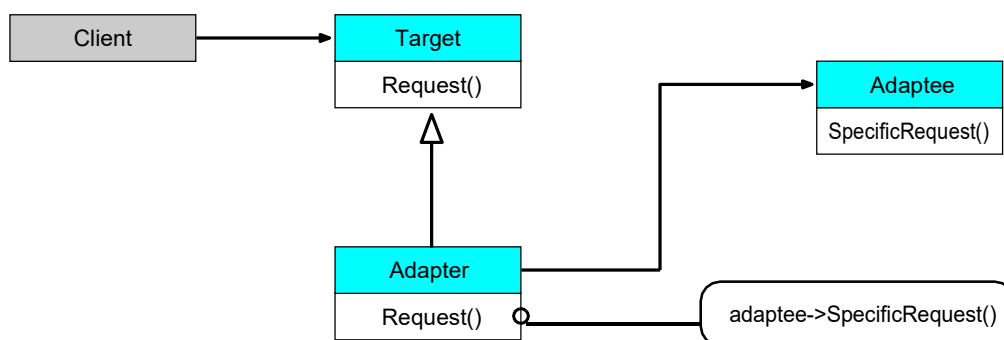 Client
Target
Request()
Adaptee
SpecificRequest()
Adapter
Request()
adaptee->SpecificRequest()